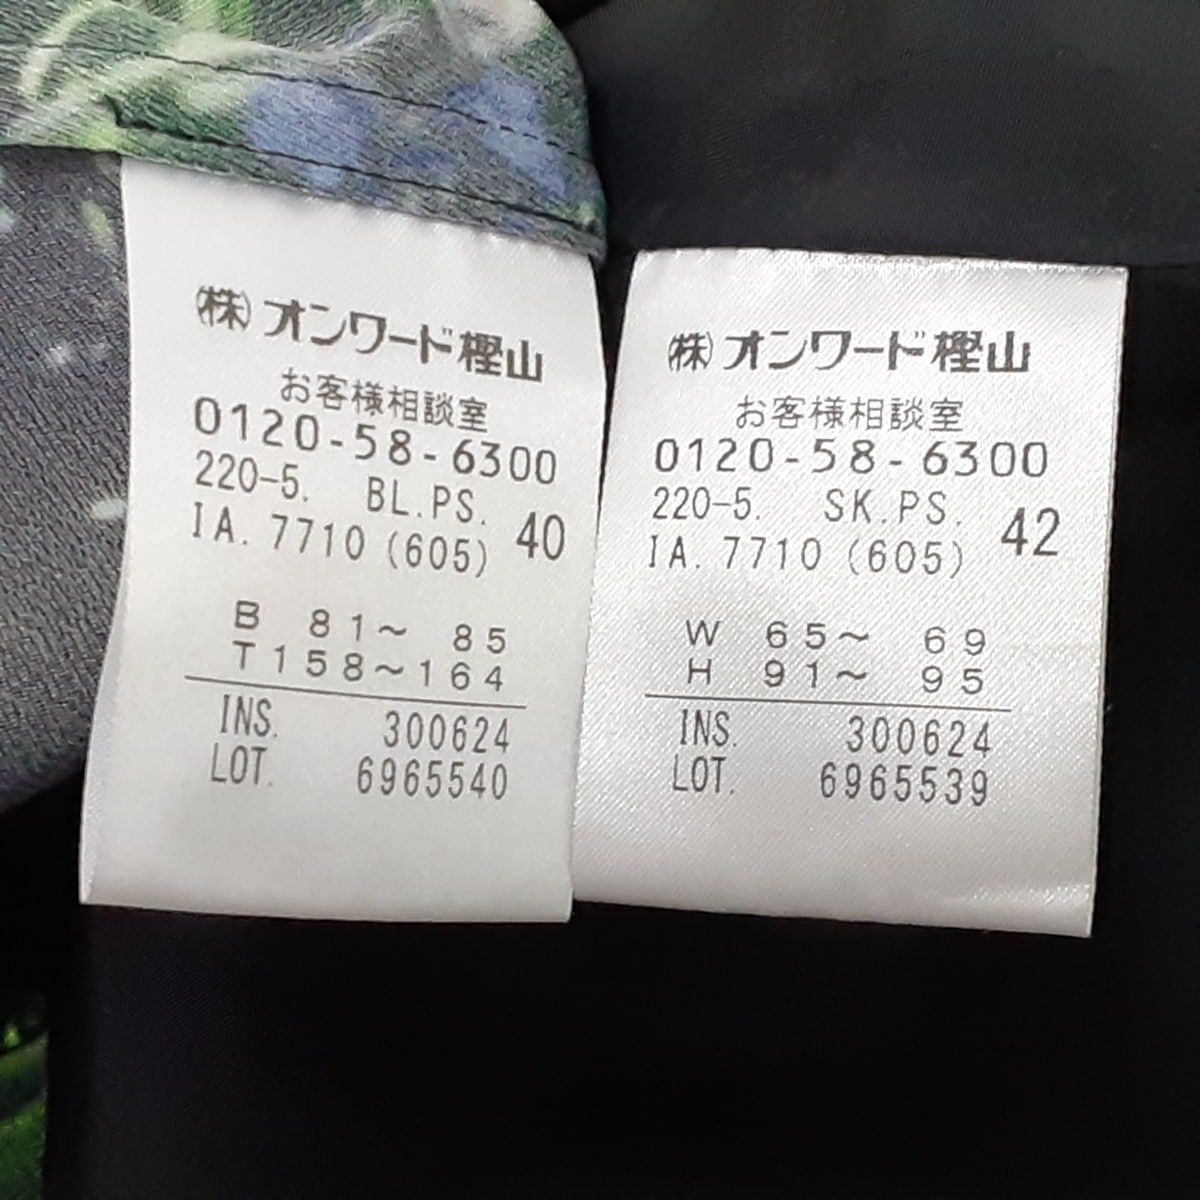 ㈱オンワード樫山
お客様相談室
0120-58-6300
220-5. BL.PS.
IA. 7710 (605) 40
B 81～ 85
T158～164
INS. 300624
LOT. 6965540
㈱オンワード樫山
お客様相談室
0120-58-6300
220-5. SK.PS.
IA. 7710 (605) 42
W 65～ 69
H 91～ 95
INS. 300624
LOT. 6965539